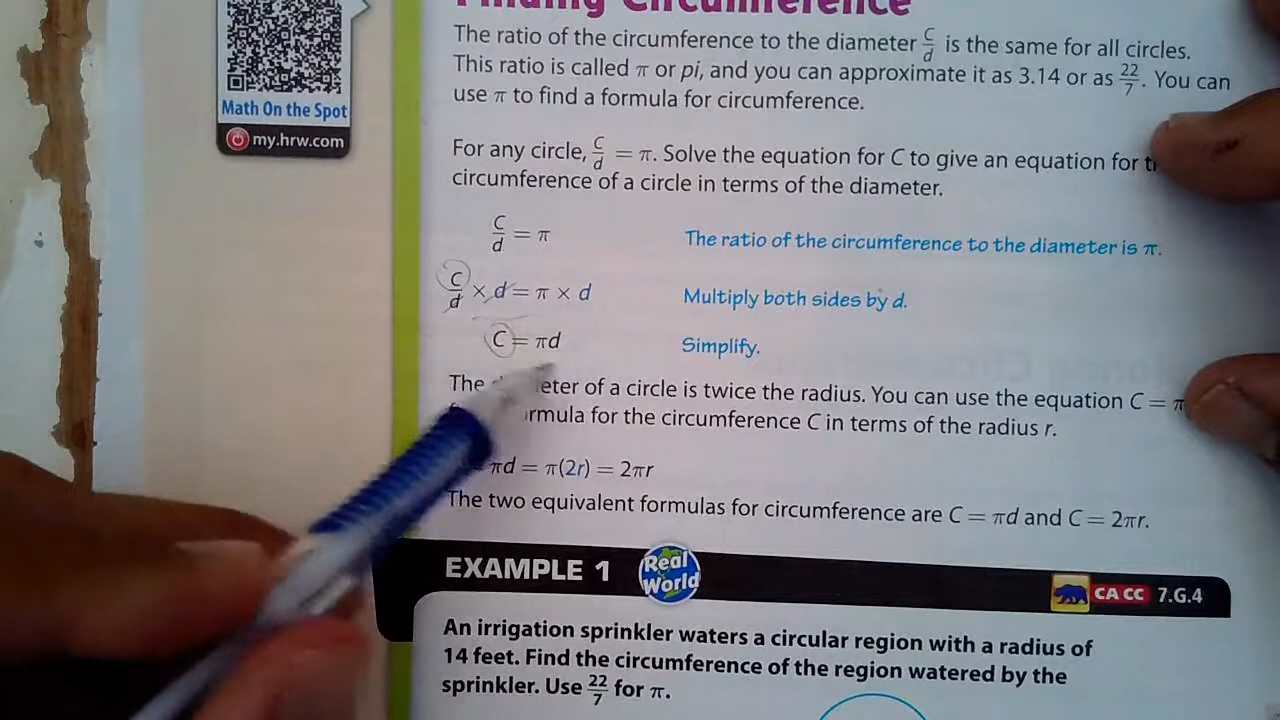 Finding Circumference
Math On the Spot
my.hrw.com
The ratio of the circumference to the diameter C/d is the same for all circles.
This ratio is called π or pi, and you can approximate it as 3.14 or as 22/7. You can
use π to find a formula for circumference.
For any circle, C/d = π. Solve the equation for C to give an equation for
circumference of a circle in terms of the diameter.
C/d = π The ratio of the circumference to the diameter is π.
C/d × d = π × d Multiply both sides by d.
C = πd Simplify.
The eter of a circle is twice the radius. You can use the equation C = π
rmula for the circumference C in terms of the radius r.
πd = π(2r) = 2πr
The two equivalent formulas for circumference are C = πd and C = 2πr.
EXAMPLE 1 Real World CA CC 7.G.4
An irrigation sprinkler waters a circular region with a radius of
14 feet. Find the circumference of the region watered by the
sprinkler. Use 22/7 for π.